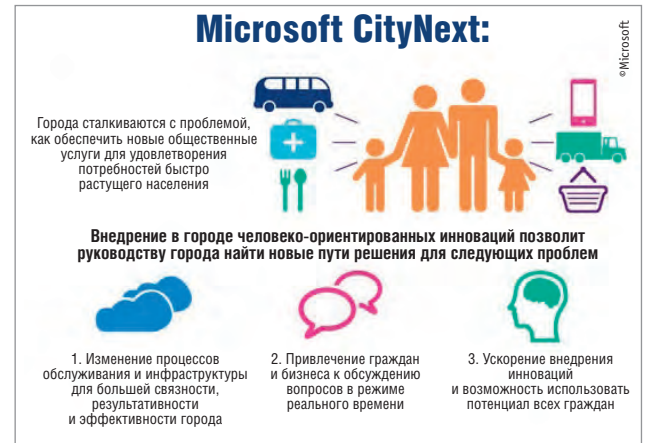 Microsoft CityNext:
©Microsoft
Города сталкиваются с проблемой,
как обеспечить новые общественные
услуги для удовлетворения
потребностей быстро
растущего населения
Внедрение в городе человеко-ориентированных инноваций позволит
руководству города найти новые пути решения для следующих проблем
1. Изменение процессов
обслуживания и инфраструктуры
для большей связности,
результативности
и эффективности города
2. Привлечение граждан
и бизнеса к обсуждению
вопросов в режиме
реального времени
3. Ускорение внедрения
инноваций
и возможность использовать
потенциал всех граждан